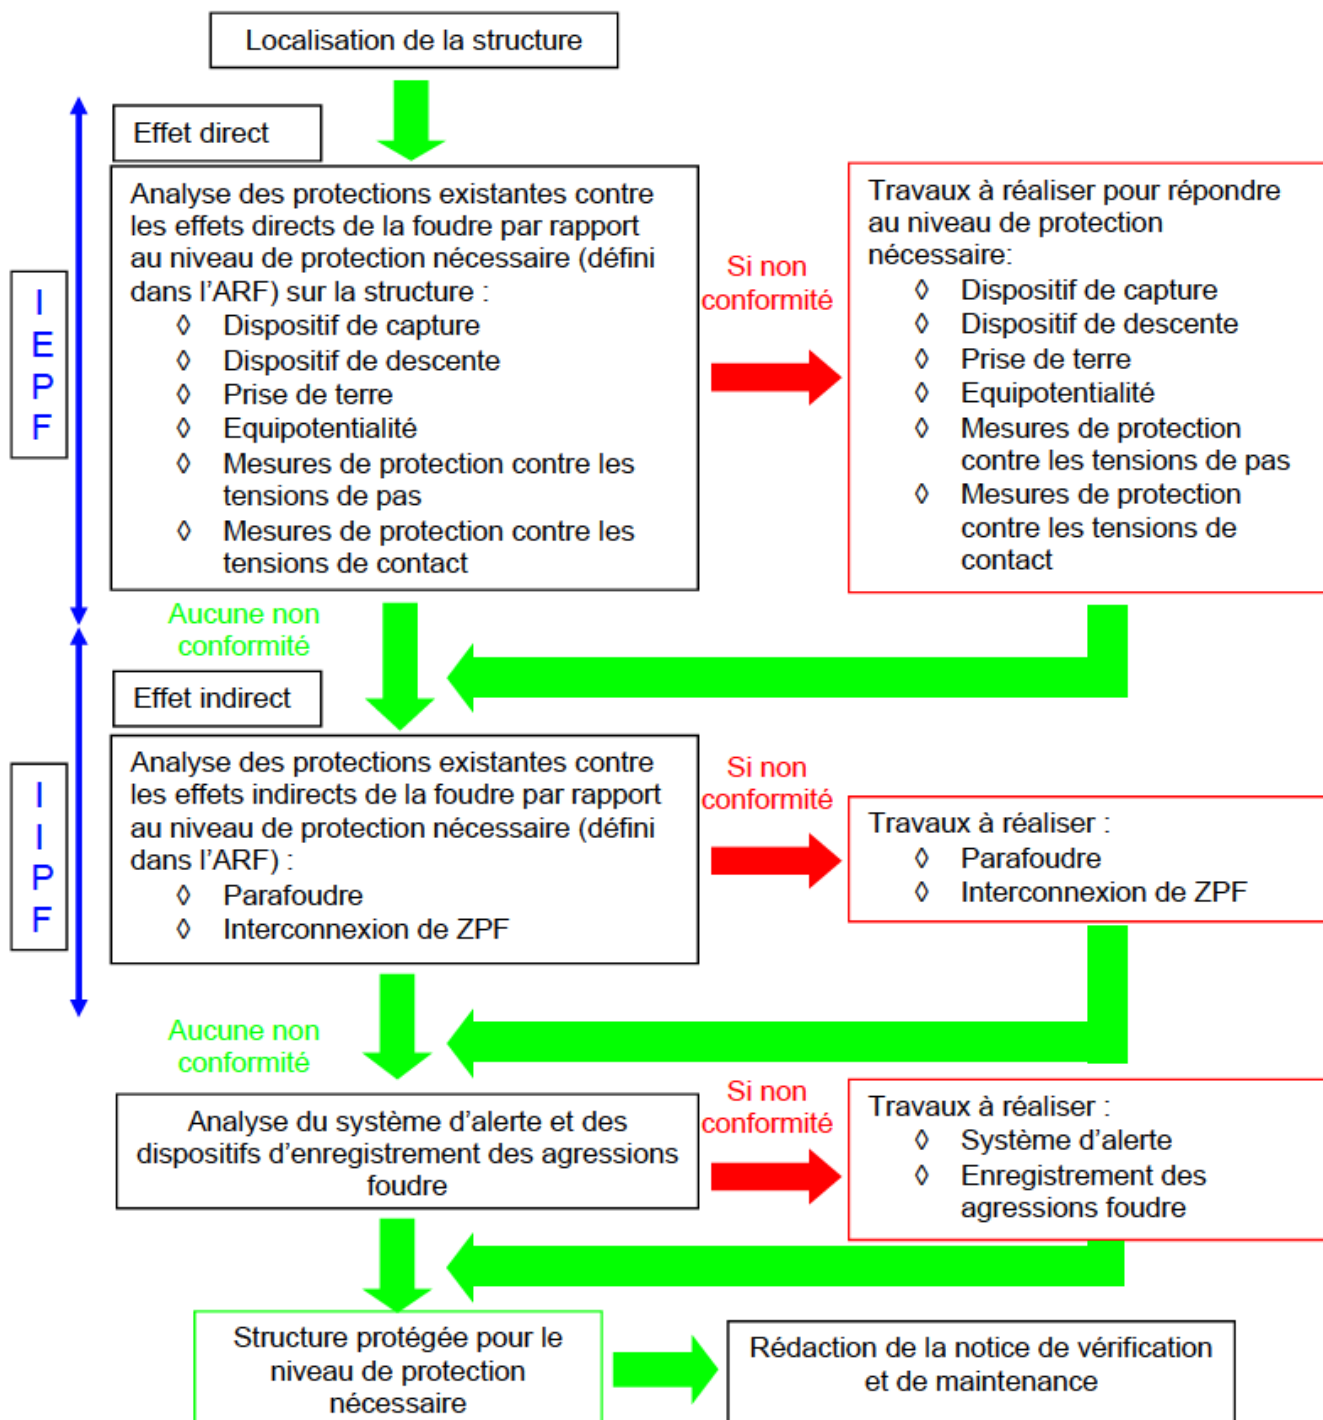 Localisation de la structure
Effet direct
Analyse des protections existantes contre
les effets directs de la foudre par rapport
au niveau de protection nécessaire (défini
dans l'ARF) sur la structure :
◊ Dispositif de capture
◊ Dispositif de descente
◊ Prise de terre
◊ Equipotentialité
◊ Mesures de protection contre les
tensions de pas
◊ Mesures de protection contre les
tensions de contact
Si non
conformité
Travaux à réaliser pour répondre
au niveau de protection
nécessaire:
◊ Dispositif de capture
◊ Dispositif de descente
◊ Prise de terre
◊ Equipotentialité
◊ Mesures de protection
contre les tensions de pas
◊ Mesures de protection
contre les tensions de
contact
I
E
P
F
Aucune non
conformité
Effet indirect
Analyse des protections existantes contre
les effets indirects de la foudre par rapport
au niveau de protection nécessaire (défini
dans l'ARF) :
◊ Parafoudre
◊ Interconnexion de ZPF
Si non
conformité
Travaux à réaliser :
◊ Parafoudre
◊ Interconnexion de ZPF
I
I
P
F
Aucune non
conformité
Analyse du système d'alerte et des
dispositifs d'enregistrement des agressions
foudre
Si non
conformité
Travaux à réaliser :
◊ Système d'alerte
◊ Enregistrement des
agressions foudre
Structure protégée pour le
niveau de protection
nécessaire
Rédaction de la notice de vérification
et de maintenance